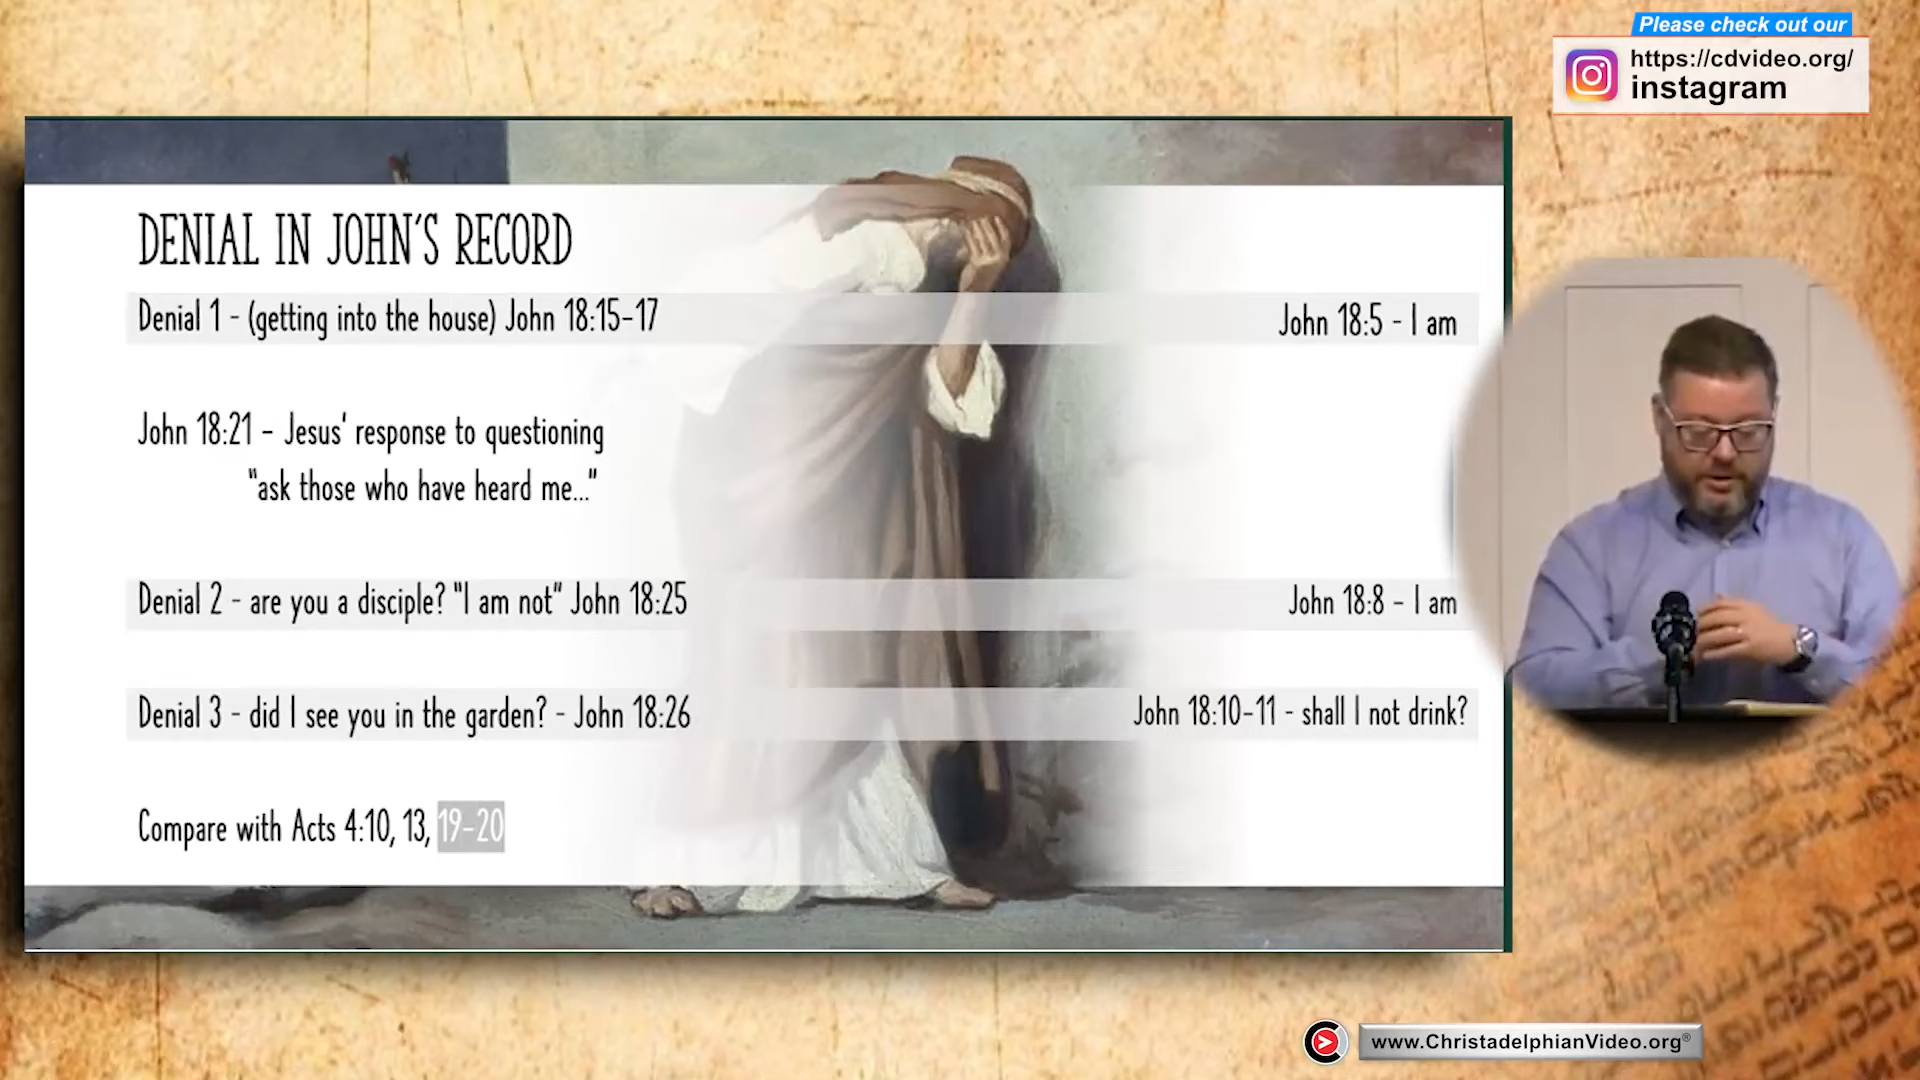 Please check out our
https://cdvideo.org/
instagram
DENIAL IN JOHN'S RECORD
Denial 1 - (getting into the house) John 18:15-17
John 18:5 - I am
John 18:21 - Jesus' response to questioning
"ask those who have heard me..."
Denial 2 - are you a disciple? "I am not" John 18:25
John 18:8 - I am
Denial 3 - did I see you in the garden? - John 18:26
John 18:10-11 - shall I not drink?
Compare with Acts 4:10, 13, 19-20
www.ChristadelphianVideo.org®